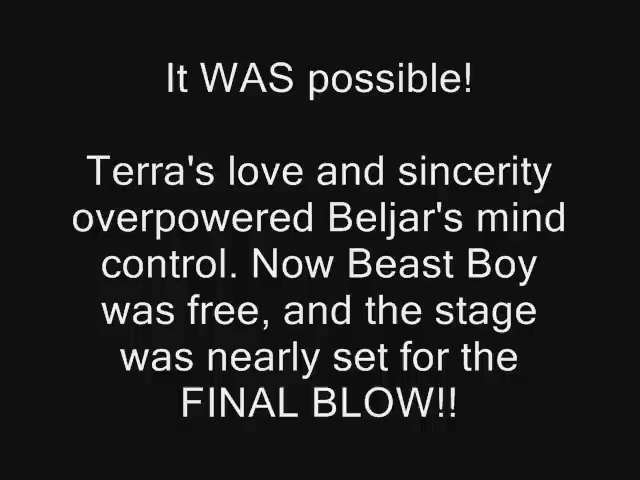 It WAS possible!
Terra's love and sincerity
overpowered Beljar's mind
control. Now Beast Boy
was free, and the stage
was nearly set for the
FINAL BLOW!!